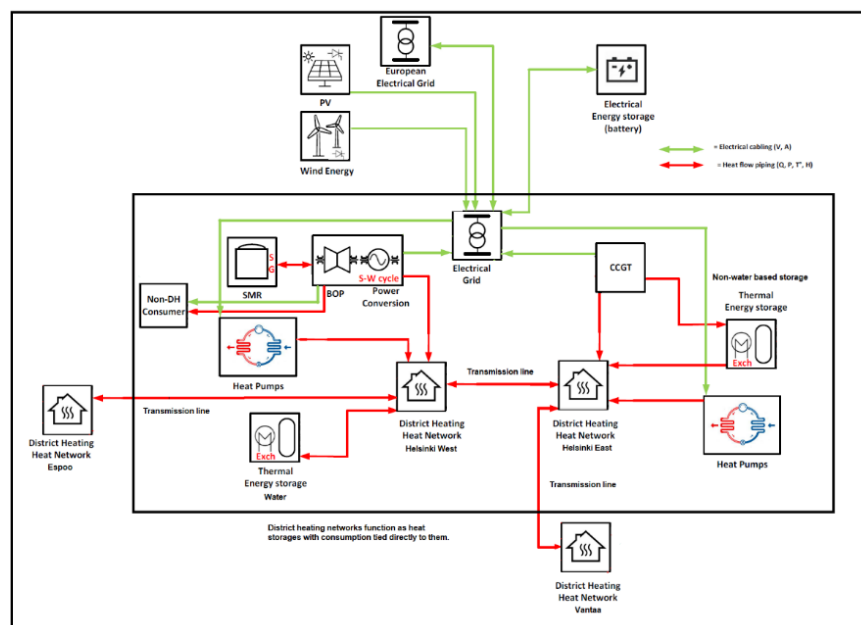 European
Electrical Grid
PV
Electrical
Energy storage
(battery)
= Electrical cabling (V, A)
= Heat flow piping (Q, P, T°, H)
Wind Energy
S
G
SMR
S-W cycle
BOP
Power
Conversion
Electrical
Grid
CCGT
Non-water based storage
Thermal
Energy storage
Exch
Non-DH
Consumer
Heat Pumps
Transmission line
District Heating
Heat Network
Espoo
Transmission line
District Heating
Heat Network
Helsinki West
District Heating
Heat Network
Helsinki East
Heat Pumps
Exch
Thermal
Energy storage
Water
Transmission line
District heating networks function as heat
storages with consumption tied directly to them.
District Heating
Heat Network
Vantaa